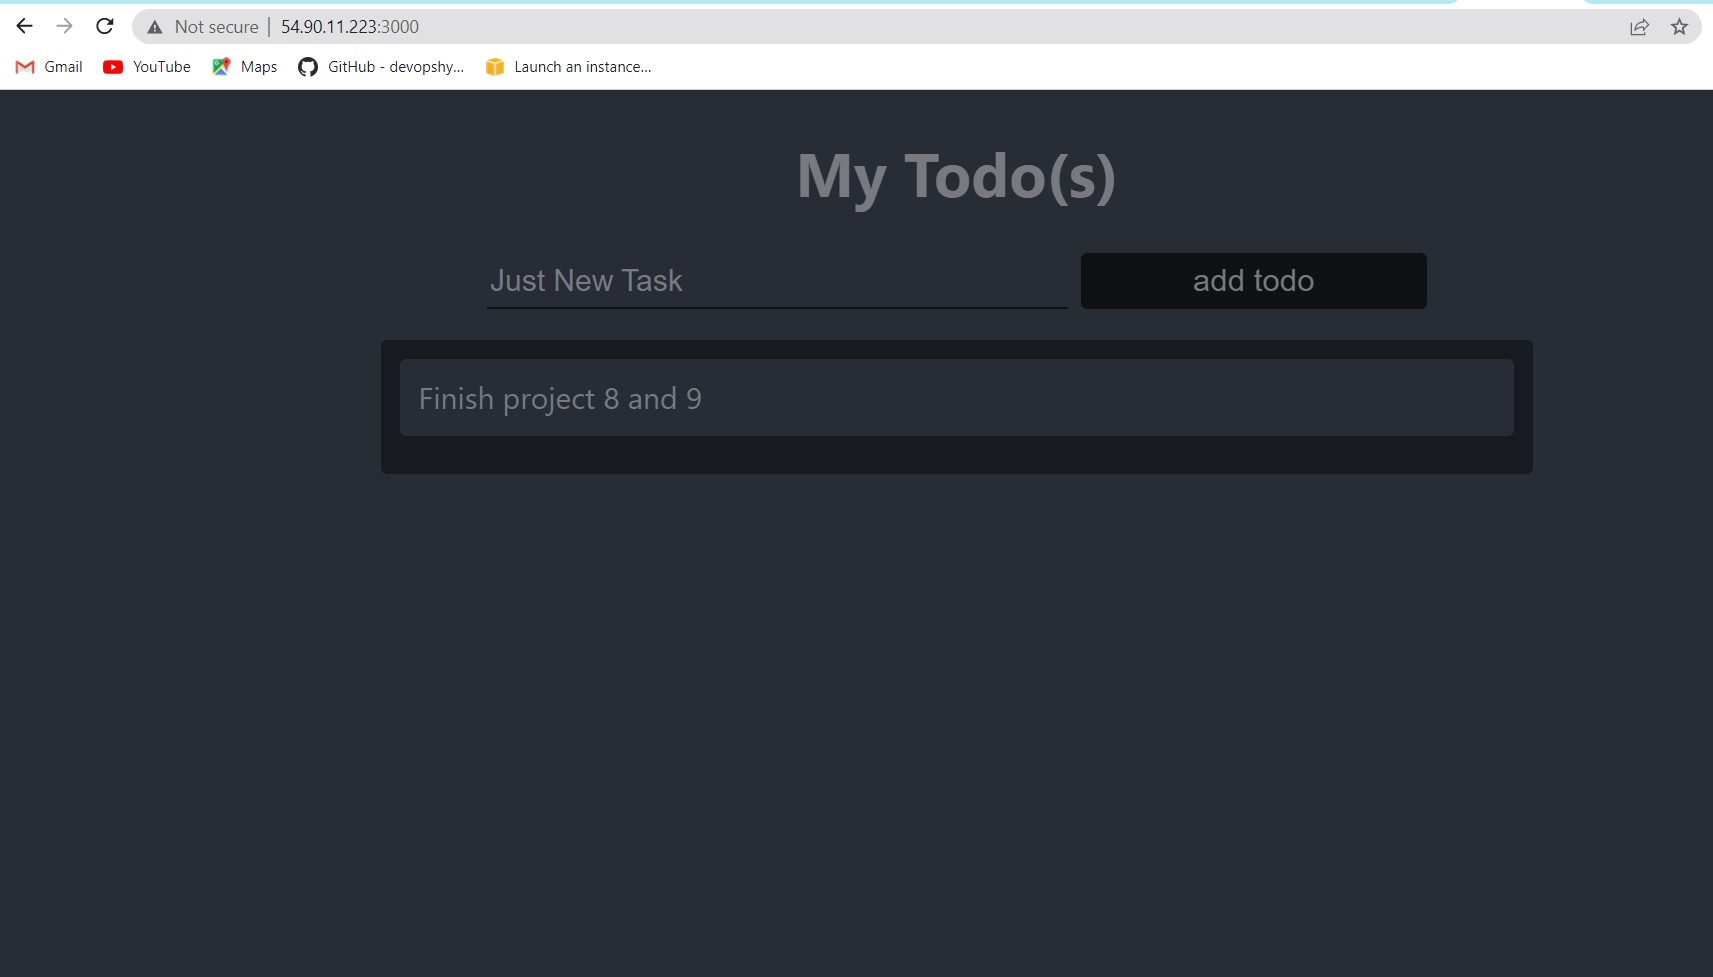 Not secure | 54.90.11.223:3000
Gmail YouTube Maps GitHub - devopshy... Launch an instance...
My Todo(s)
Just New Task add todo
Finish project 8 and 9